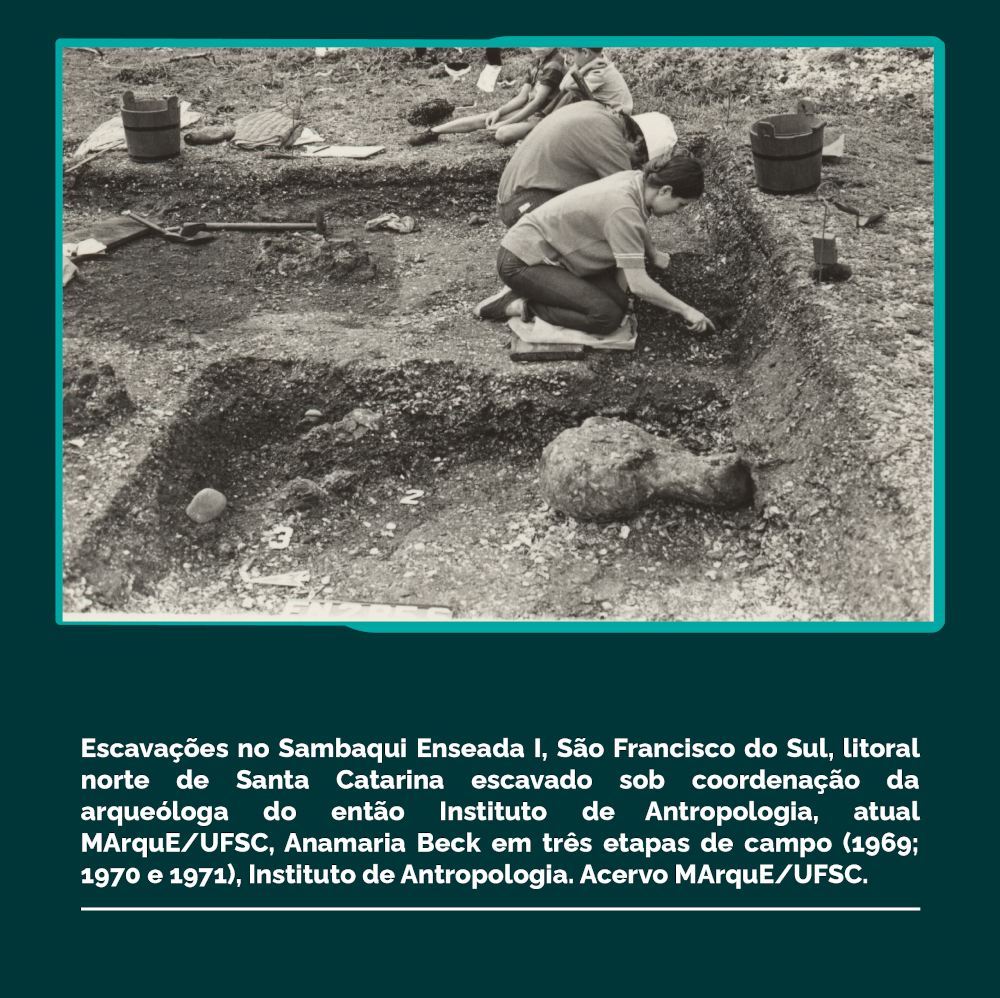 2
3
Escavações no Sambaqui Enseada I, São Francisco do Sul, litoral
norte de Santa Catarina escavado sob coordenação da
arqueóloga do então Instituto de Antropologia, atual
MArquE/UFSC, Anamaria Beck em três etapas de campo (1969;
1970 e 1971), Instituto de Antropologia. Acervo MArquE/UFSC.